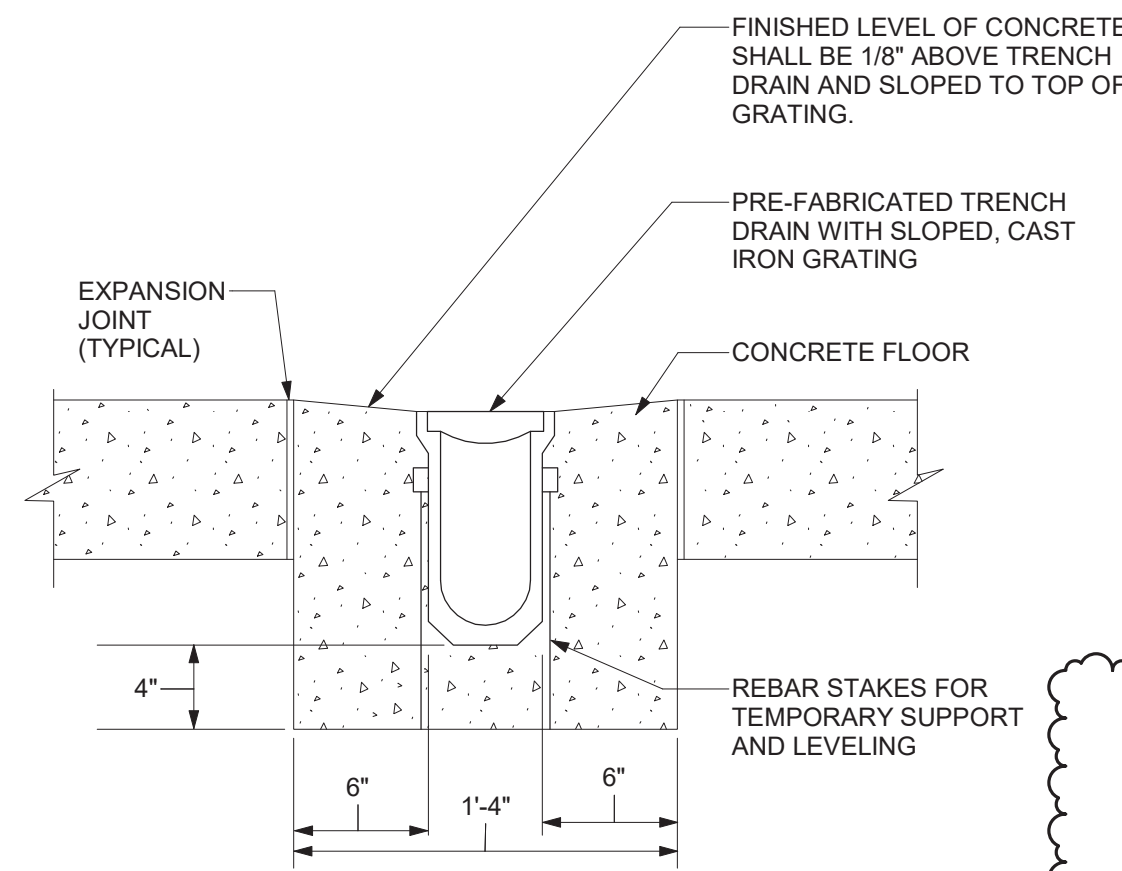 FINISHED LEVEL OF CONCRETE
SHALL BE 1/8" ABOVE TRENCH
DRAIN AND SLOPED TO TOP OF
GRATING.
PRE-FABRICATED TRENCH
DRAIN WITH SLOPED, CAST
IRON GRATING
EXPANSION
JOINT
(TYPICAL)
CONCRETE FLOOR
4"
REBAR STAKES FOR
TEMPORARY SUPPORT
AND LEVELING
6"
1'-4"
6"